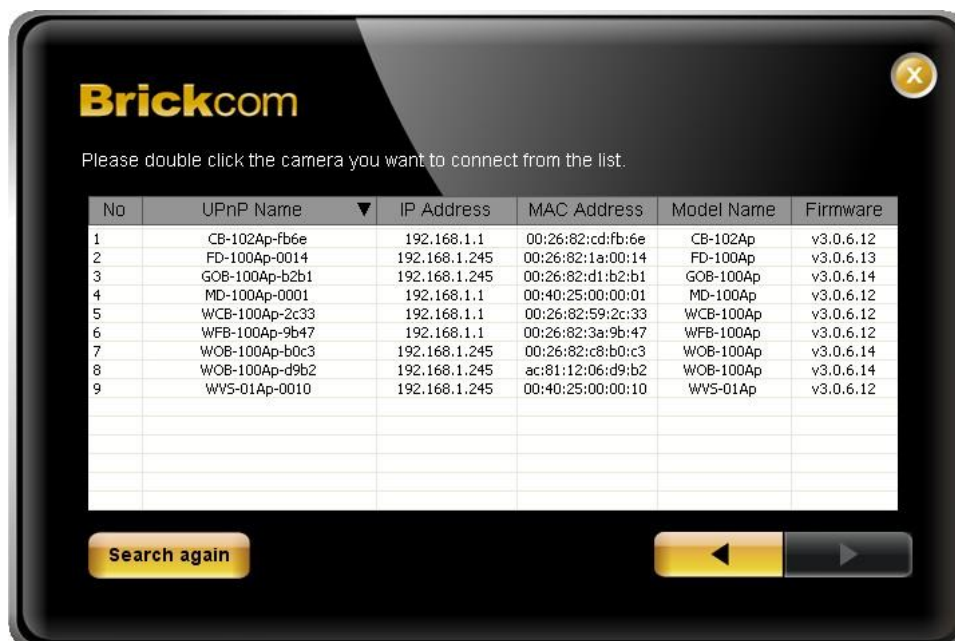 X
Brickcom
Please double click the camera you want to connect from the list.
No UPnP Name ▼ IP Address MAC Address Model Name Firmware
1 CB-102Ap-fb6e 192.168.1.1 00:26:82:cd:fb:6e CB-102Ap v3.0.6.12
2 FD-100Ap-0014 192.168.1.245 00:26:82:1a:00:14 FD-100Ap v3.0.6.13
3 GOB-100Ap-b2b1 192.168.1.245 00:26:82:d1:b2:b1 GOB-100Ap v3.0.6.14
4 MD-100Ap-0001 192.168.1.1 00:40:25:00:00:01 MD-100Ap v3.0.6.12
5 WCB-100Ap-2c33 192.168.1.1 00:26:82:59:2c:33 WCB-100Ap v3.0.6.12
6 WFB-100Ap-9b47 192.168.1.1 00:26:82:3a:9b:47 WFB-100Ap v3.0.6.12
7 WOB-100Ap-b0c3 192.168.1.245 00:26:82:c8:b0:c3 WOB-100Ap v3.0.6.14
8 WOB-100Ap-d9b2 192.168.1.245 ac:81:12:06:d9:b2 WOB-100Ap v3.0.6.14
9 WVS-01Ap-0010 192.168.1.245 00:40:25:00:00:10 WVS-01Ap v3.0.6.12
Search again